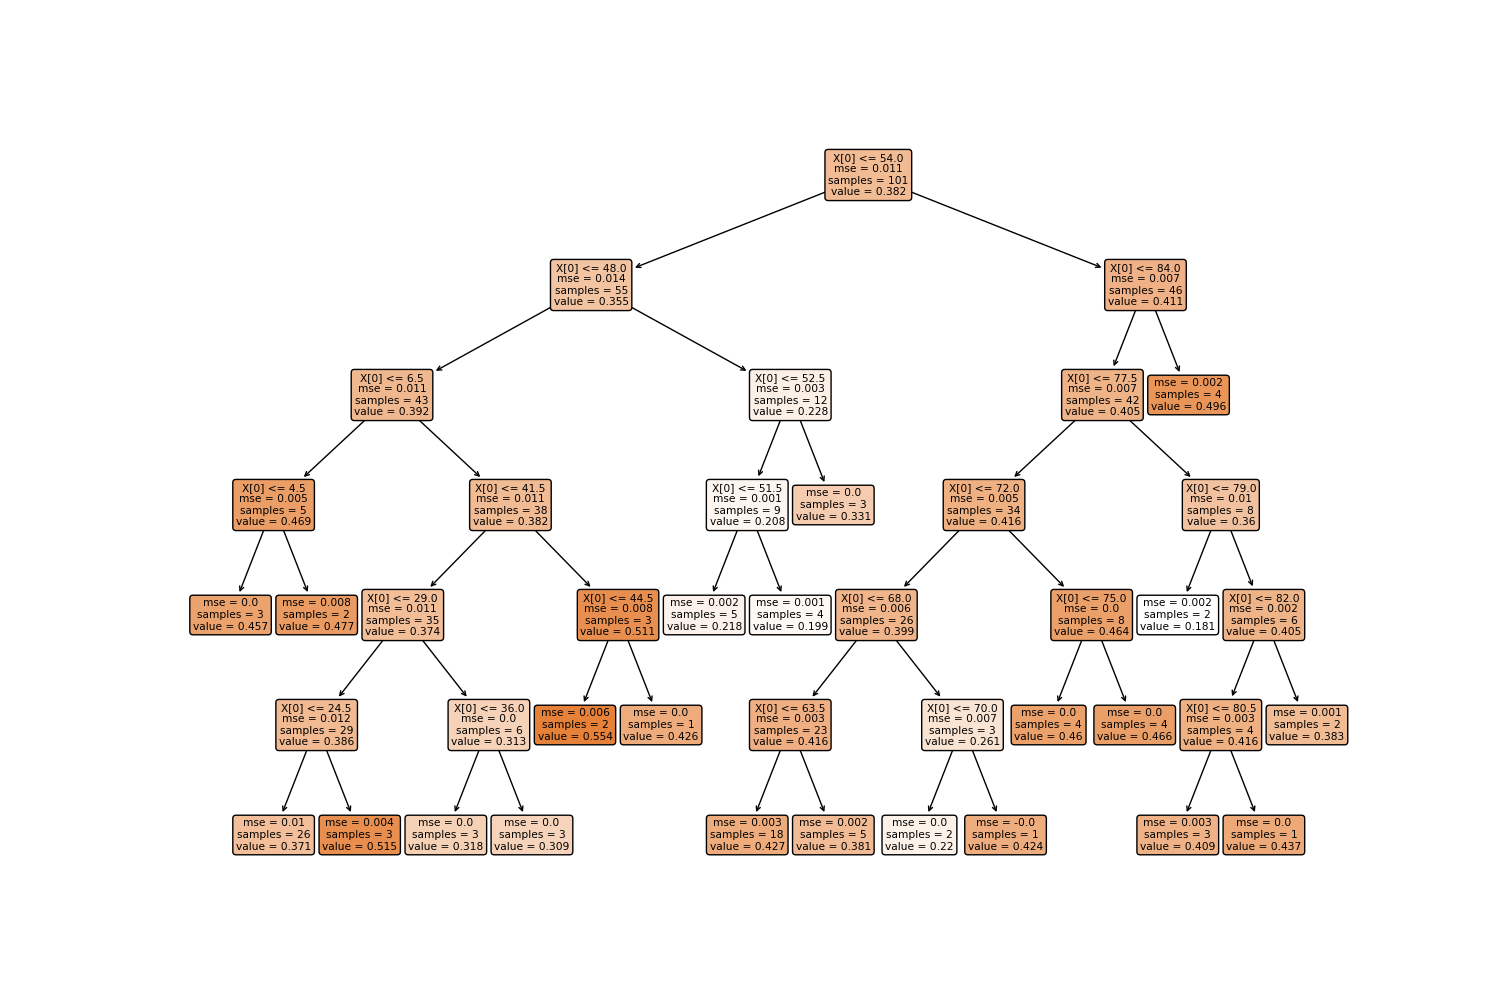 X[0] <= 54.0
mse = 0.011
samples = 101
value = 0.382
X[0] <= 48.0
mse = 0.014
samples = 55
value = 0.355
X[0] <= 84.0
mse = 0.007
samples = 46
value = 0.411
X[0] <= 6.5
mse = 0.011
samples = 43
value = 0.392
X[0] <= 52.5
mse = 0.003
samples = 12
value = 0.228
X[0] <= 77.5
mse = 0.007
samples = 42
value = 0.405
mse = 0.002
samples = 4
value = 0.496
X[0] <= 4.5
mse = 0.005
samples = 5
value = 0.469
X[0] <= 41.5
mse = 0.011
samples = 38
value = 0.382
X[0] <= 51.5
mse = 0.001
samples = 9
value = 0.208
mse = 0.0
samples = 3
value = 0.331
X[0] <= 72.0
mse = 0.005
samples = 34
value = 0.416
X[0] <= 79.0
mse = 0.01
samples = 8
value = 0.36
mse = 0.0
samples = 3
value = 0.457
mse = 0.008
samples = 2
value = 0.477
X[0] <= 29.0
mse = 0.011
samples = 35
value = 0.374
X[0] <= 44.5
mse = 0.008
samples = 3
value = 0.511
mse = 0.002
samples = 5
value = 0.218
mse = 0.001
samples = 4
value = 0.199
X[0] <= 68.0
mse = 0.006
samples = 26
value = 0.399
X[0] <= 75.0
mse = 0.0
samples = 8
value = 0.464
mse = 0.002
samples = 2
value = 0.181
X[0] <= 82.0
mse = 0.002
samples = 6
value = 0.405
X[0] <= 24.5
mse = 0.012
samples = 29
value = 0.386
X[0] <= 36.0
mse = 0.0
samples = 6
value = 0.313
mse = 0.006
samples = 2
value = 0.554
mse = 0.0
samples = 1
value = 0.426
X[0] <= 63.5
mse = 0.003
samples = 23
value = 0.416
X[0] <= 70.0
mse = 0.007
samples = 3
value = 0.261
mse = 0.0
samples = 4
value = 0.46
mse = 0.0
samples = 4
value = 0.466
X[0] <= 80.5
mse = 0.003
samples = 4
value = 0.416
mse = 0.001
samples = 2
value = 0.383
mse = 0.01
samples = 26
value = 0.371
mse = 0.004
samples = 3
value = 0.515
mse = 0.0
samples = 3
value = 0.318
mse = 0.0
samples = 3
value = 0.309
mse = 0.003
samples = 18
value = 0.427
mse = 0.002
samples = 5
value = 0.381
mse = 0.0
samples = 2
value = 0.22
mse = -0.0
samples = 1
value = 0.424
mse = 0.003
samples = 3
value = 0.409
mse = 0.0
samples = 1
value = 0.437